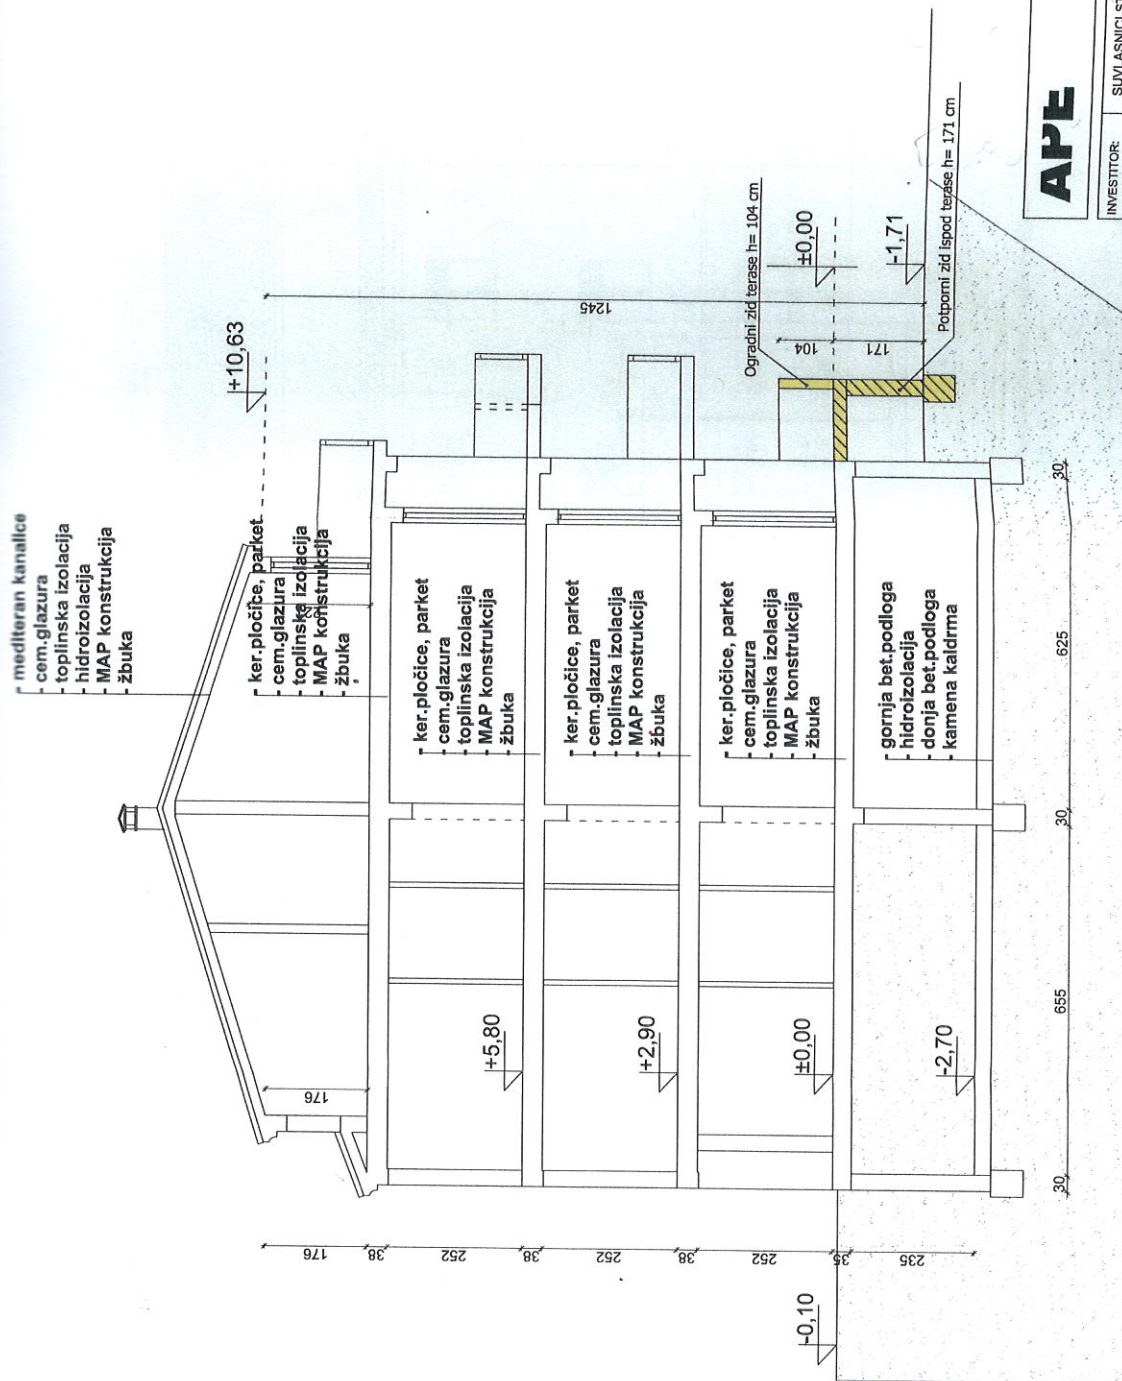 mediteran kanalice
cem.glazura
toplinska izolacija
hidroizolacija
MAP konstrukcija
žbuka
+10,63
ker.pločice, parket
cem.glazura
toplinska izolacija
MAP konstrukcija
žbuka
ker.pločice, parket
cem.glazura
toplinska izolacija
MAP konstrukcija
žbuka
ker.pločice, parket
cem.glazura
toplinska izolacija
MAP konstrukcija
žbuka
ker.pločice, parket
cem.glazura
toplinska izolacija
MAP konstrukcija
žbuka
gornja bet.podloga
hidroizolacija
donja bet.podloga
kamena kaldrma
1245
Ogradni zid terase h= 104 cm
±0,00
104
171
-1,71
Potporni zid ispod terase h= 171 cm
176
+5,80
+2,90
±0,00
-2,70
176
38
252
38
252
38
252
35
235
-0,10
30
655
30
625
30
APE
INVESTITOR:
SUVLASNICI